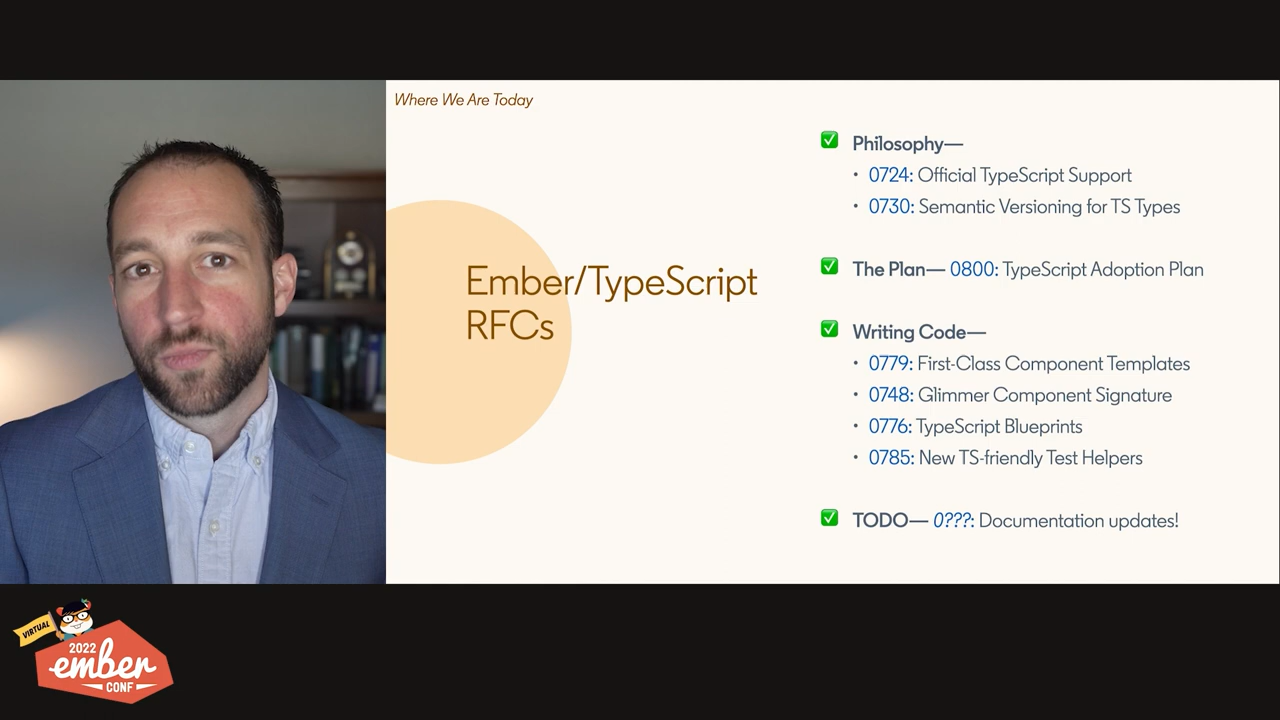 Where We Are Today
Ember/TypeScript
RFCs
✅ Philosophy—
• 0724: Official TypeScript Support
• 0730: Semantic Versioning for TS Types
✅ The Plan— 0800: TypeScript Adoption Plan
✅ Writing Code—
• 0779: First-Class Component Templates
• 0748: Glimmer Component Signature
• 0776: TypeScript Blueprints
• 0785: New TS-friendly Test Helpers
✅ TODO— 0???: Documentation updates!
VIRTUAL
2022
ember
CONF